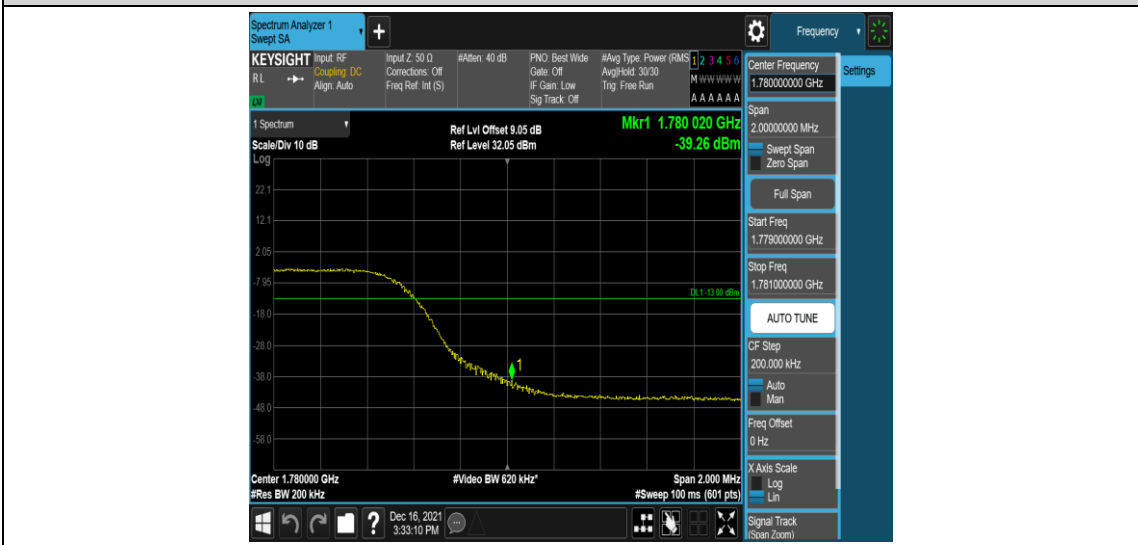 Spectrum Analyzer 1
Swept SA
+
Frequency
KEYSIGHT
RL
LXI
Input: RF
Coupling: DC
Align: Auto
Input Z: 50 Ω
Corrections: Off
Freq Ref: Int (S)
#Atten: 40 dB
PNO: Best Wide
Gate: Off
IF Gain: Low
Sig Track: Off
#Avg Type: Power (RMS
Avg|Hold: 30/30
Trig: Free Run
1 2 3 4 5 6
M W W W W W
A A A A A A
1 Spectrum
Scale/Div 10 dB
Log
Ref Lvl Offset 9.05 dB
Ref Level 32.05 dBm
Mkr1 1.780 020 GHz
-39.26 dBm
22.1
12.1
2.05
-7.95
DL1 -13.00 dBm
-18.0
-28.0
1
-38.0
-48.0
-58.0
Center 1.780000 GHz
#Res BW 200 kHz
#Video BW 620 kHz*
Span 2.000 MHz
#Sweep 100 ms (601 pts)
?
Dec 16, 2021
3:33:10 PM
Center Frequency
1.780000000 GHz
Settings
Span
2.00000000 MHz
Swept Span
Zero Span
Full Span
Start Freq
1.779000000 GHz
Stop Freq
1.781000000 GHz
AUTO TUNE
CF Step
200.000 kHz
Auto
Man
Freq Offset
0 Hz
X Axis Scale
Log
Lin
Signal Track
(Span Zoom)